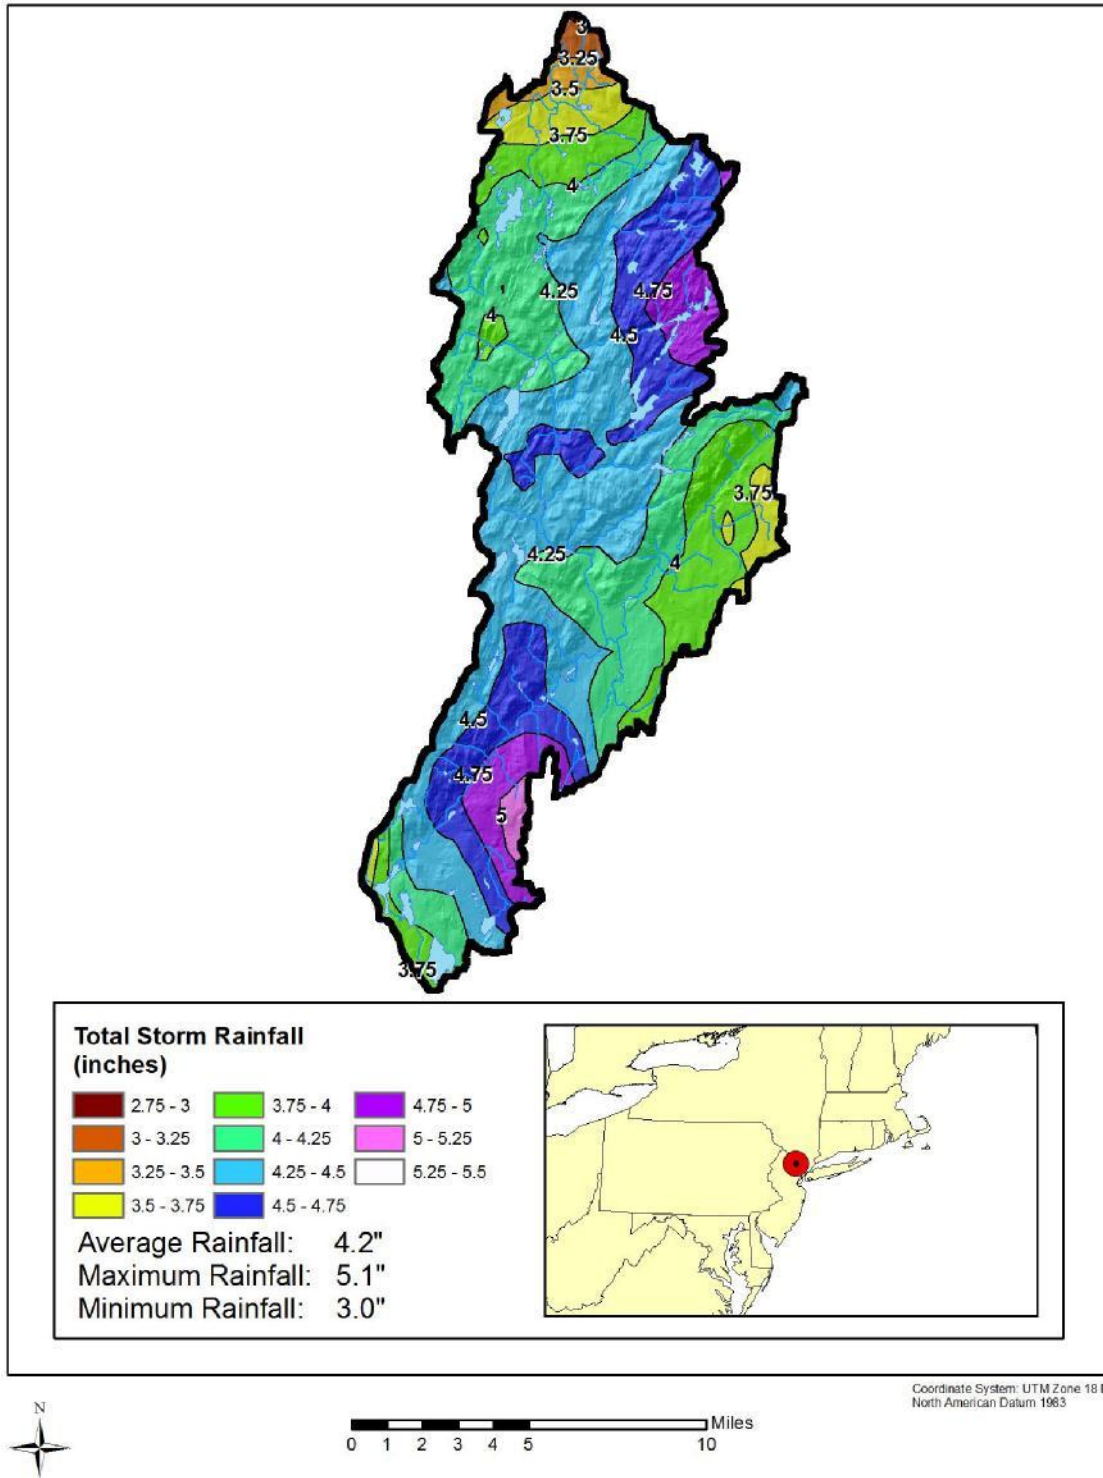 3
3.25
3.5
3.75
4
4.25
4.75
4
4.5
3.75
4.25
4
4.5
4.75
5
3.75
Total Storm Rainfall
(inches)
2.75 - 3
3.75 - 4
4.75 - 5
3 - 3.25
4 - 4.25
5 - 5.25
3.25 - 3.5
4.25 - 4.5
5.25 - 5.5
3.5 - 3.75
4.5 - 4.75
Average Rainfall: 4.2"
Maximum Rainfall: 5.1"
Minimum Rainfall: 3.0"
Coordinate System: UTM Zone 18
North American Datum 1983
N
Miles
0 1 2 3 4 5 10